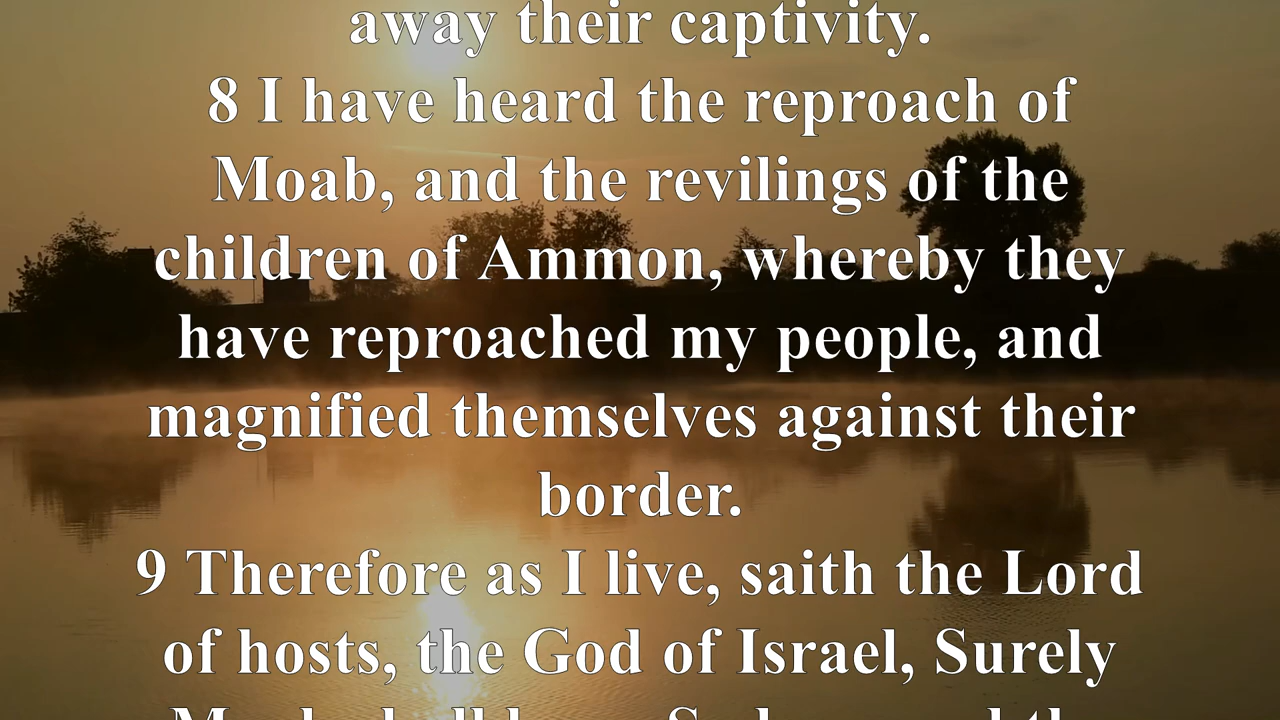 away their captivity.
8 I have heard the reproach of
Moab, and the revilings of the
children of Ammon, whereby they
have reproached my people, and
magnified themselves against their
border.
9 Therefore as I live, saith the Lord
of hosts, the God of Israel, Surely